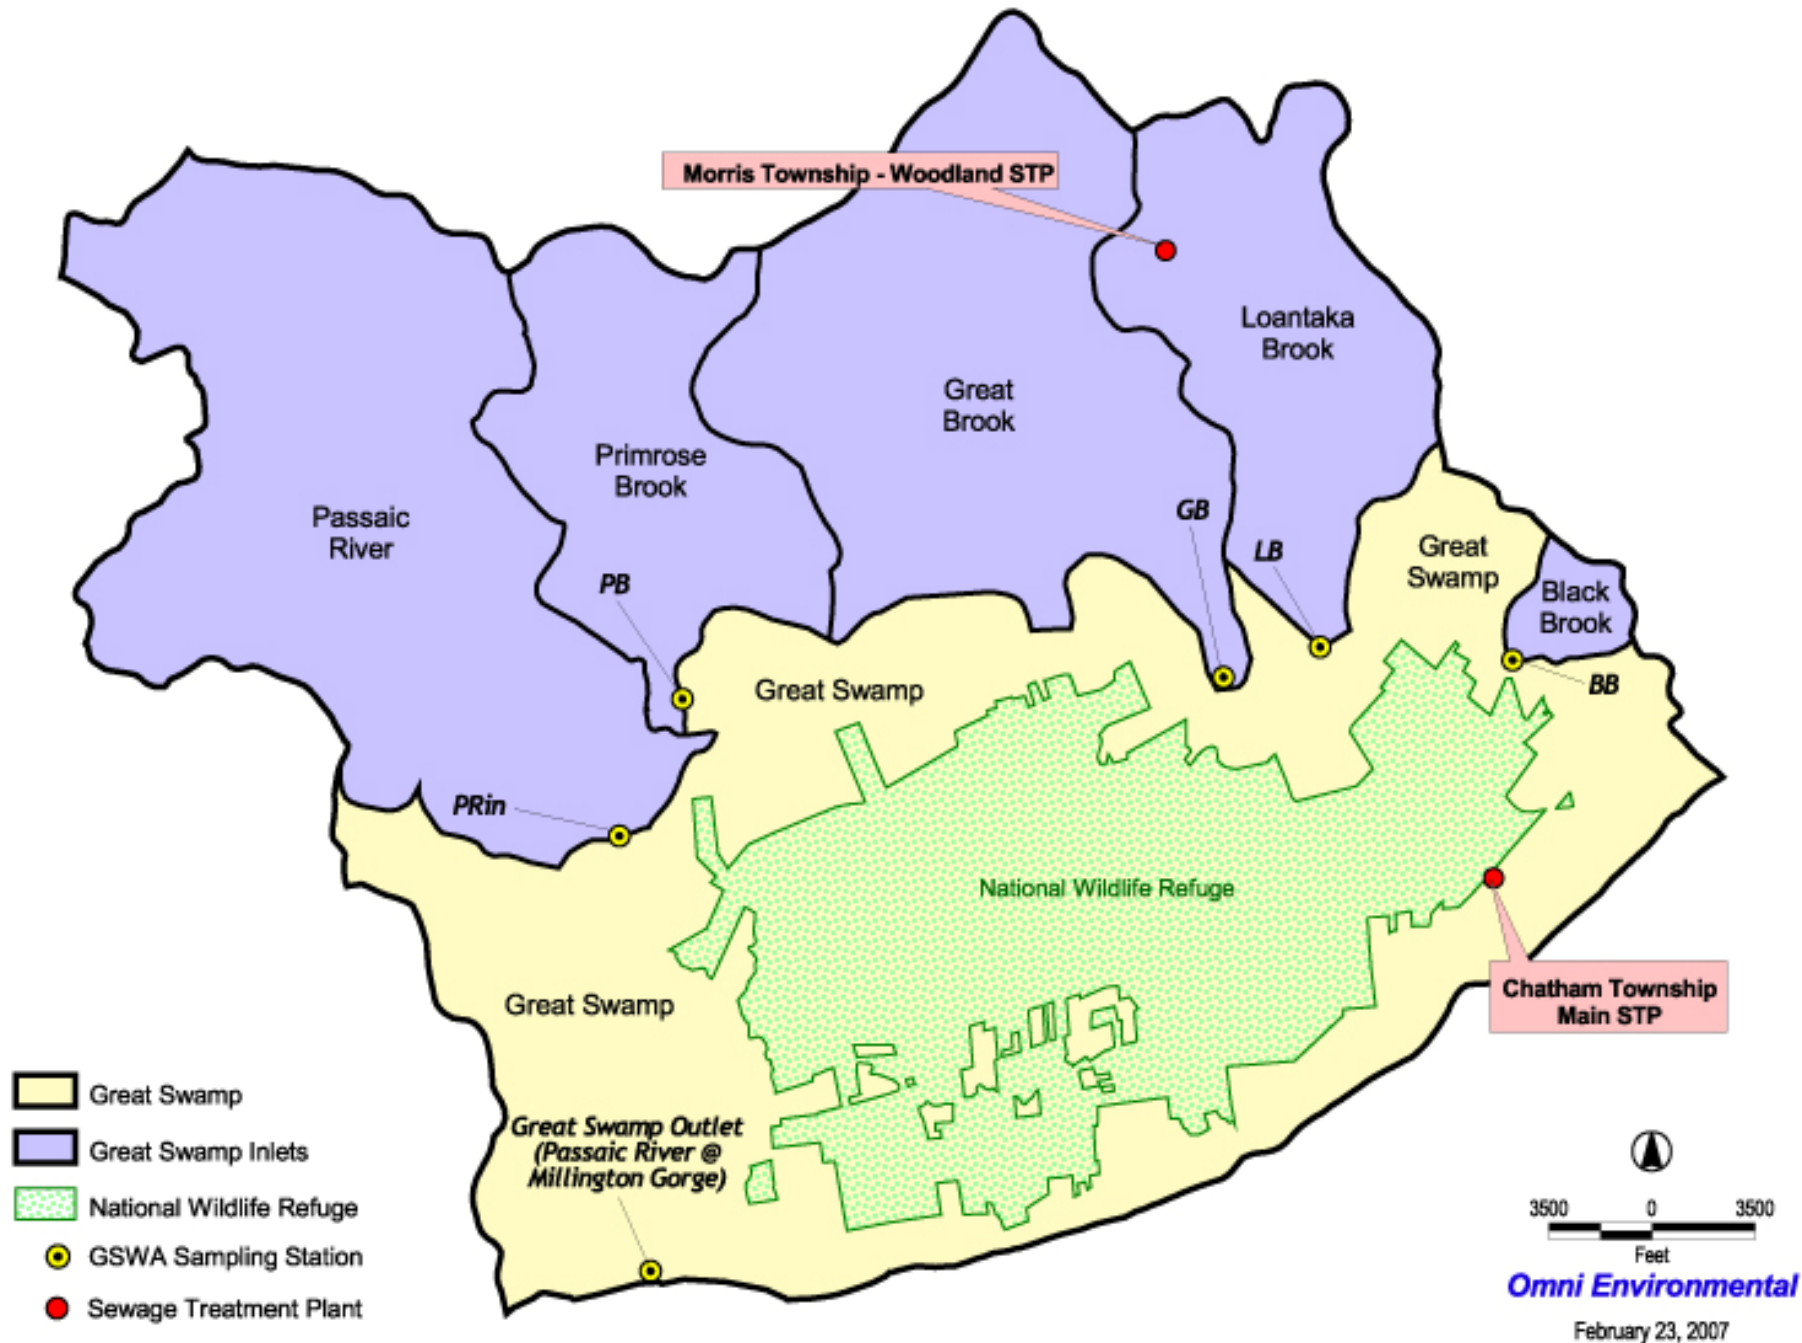 Morris Township - Woodland STP
Loantaka
Brook
Great
Brook
Primrose
Brook
Passaic
River
GB
LB
Great
Swamp
PB
Black
Brook
Great Swamp
BB
PRin
National Wildlife Refuge
Great Swamp
Chatham Township
Main STP
Great Swamp Outlet
(Passaic River @
Millington Gorge)
Great Swamp
Great Swamp Inlets
National Wildlife Refuge
GSWA Sampling Station
Sewage Treatment Plant
3500 0 3500
Feet
Omni Environmental
February 23, 2007